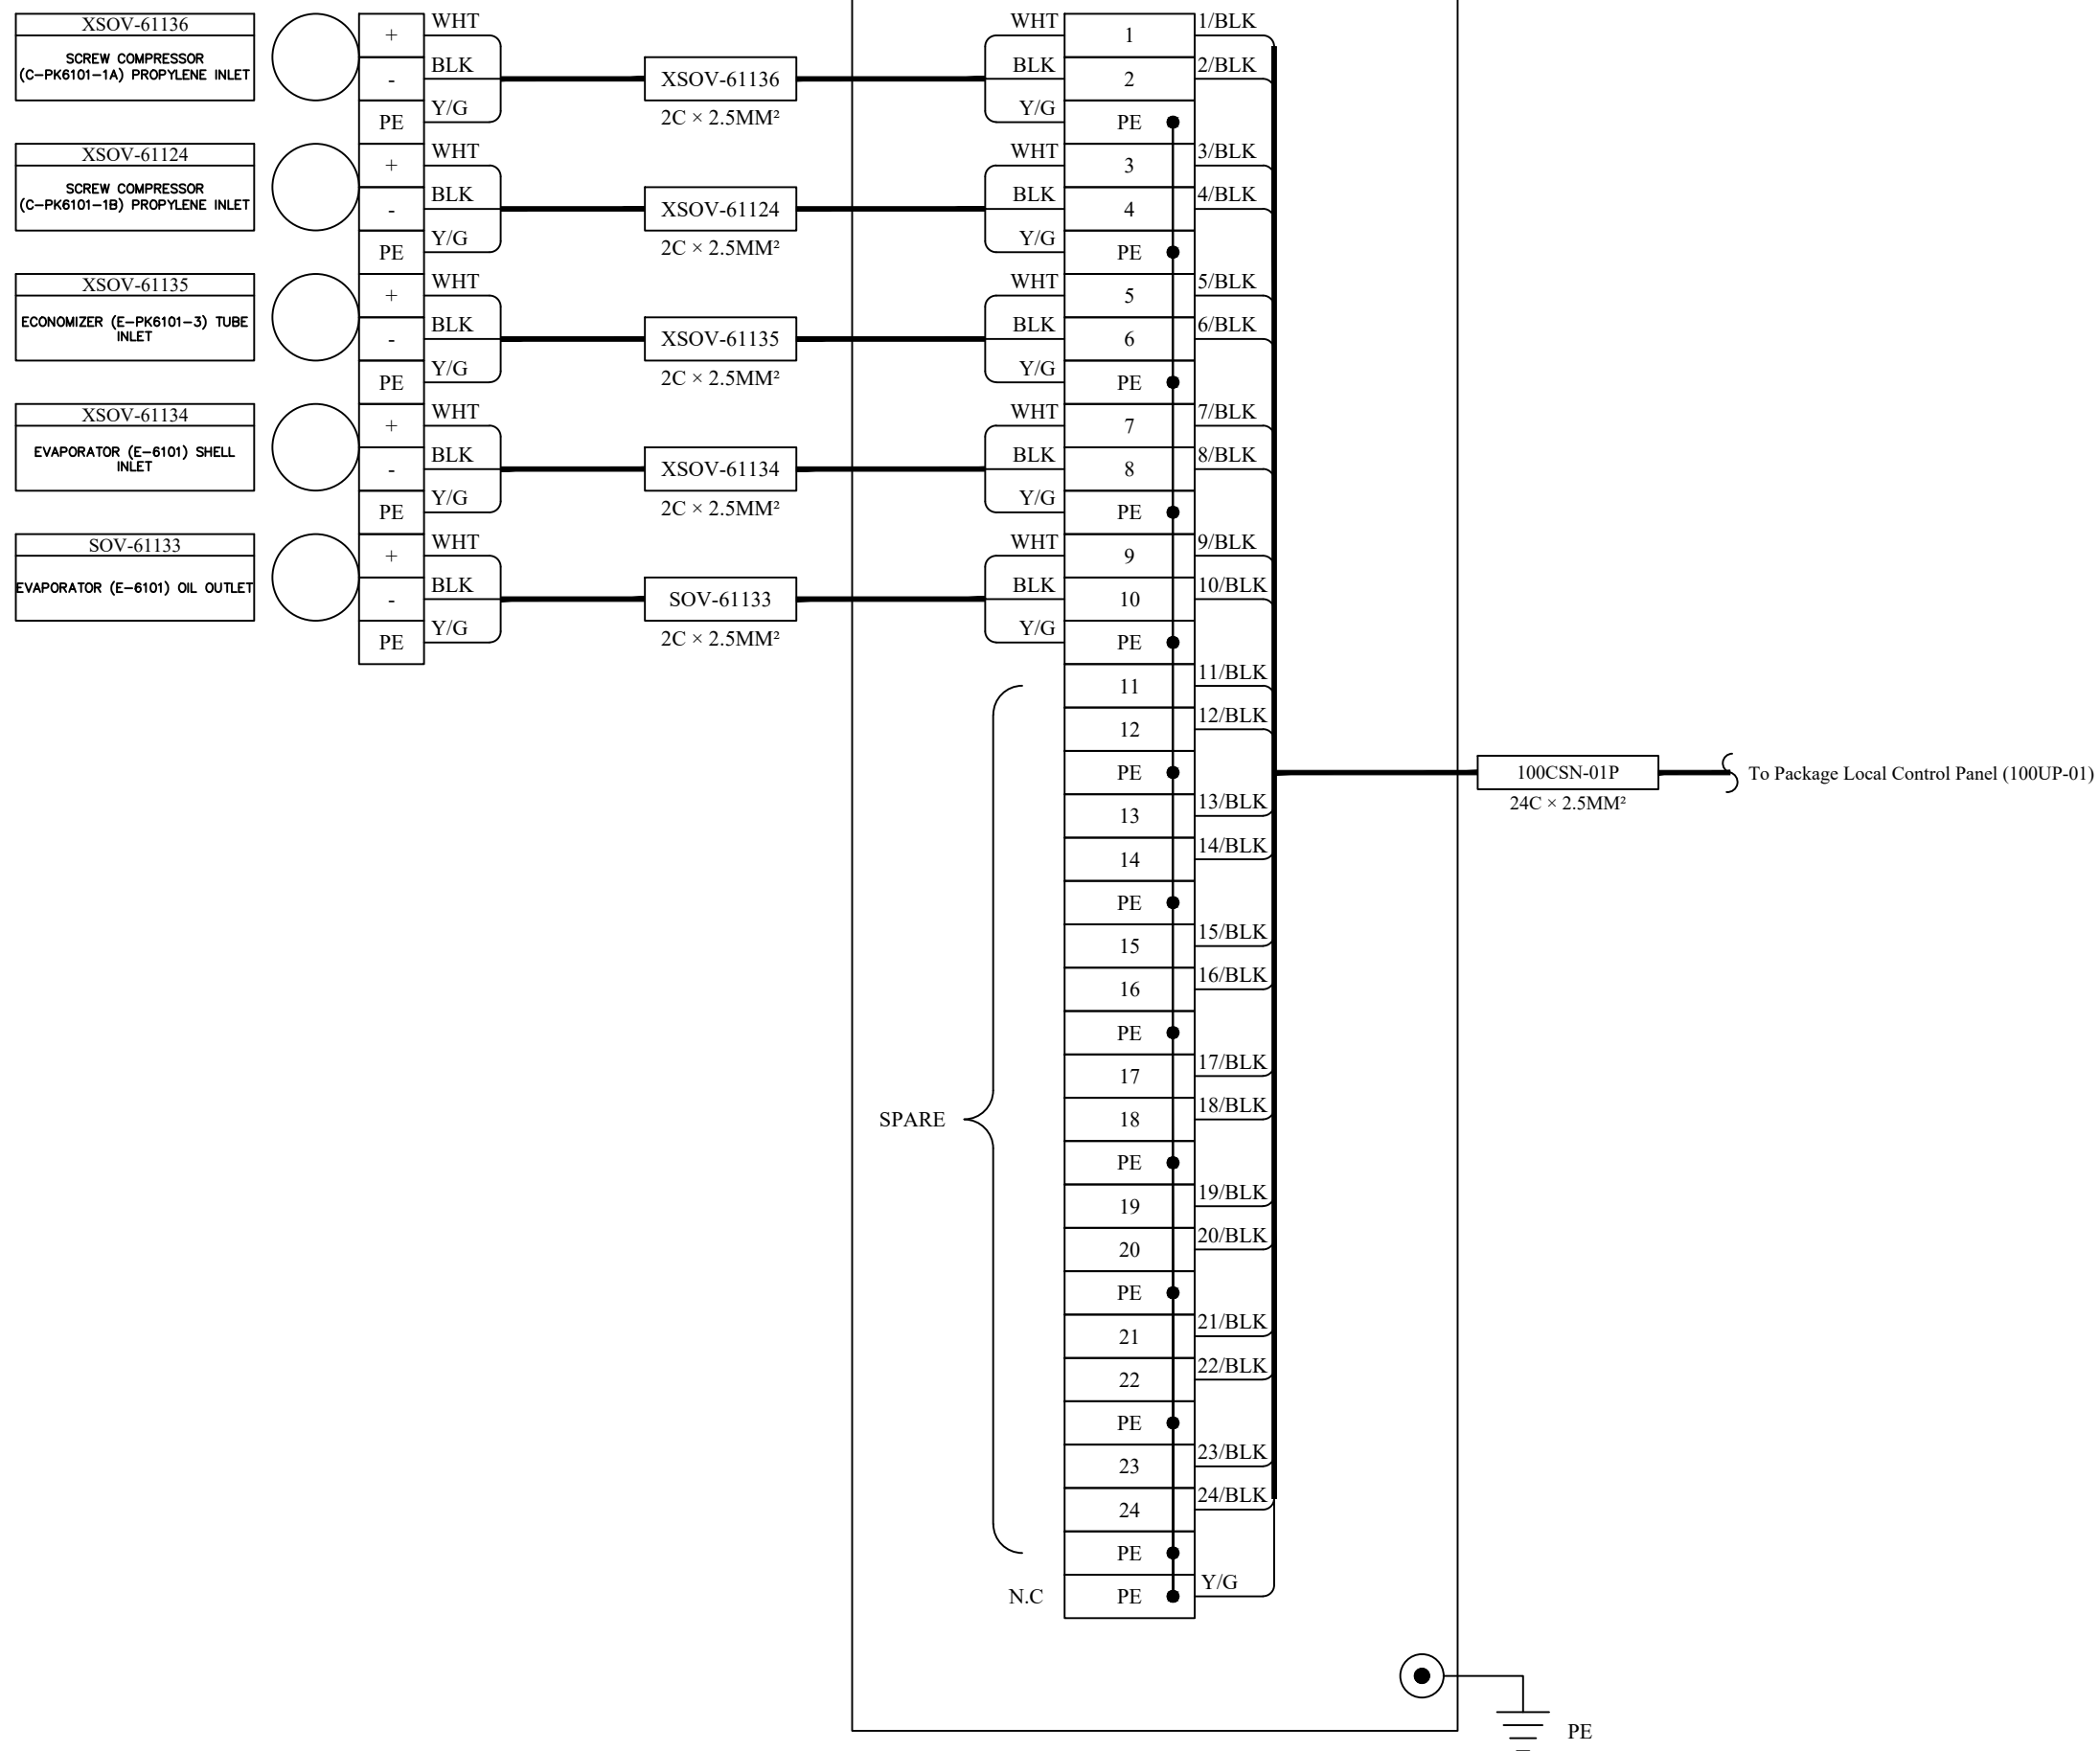 XSOV-61136
SCREW COMPRESSOR
(C-PK6101-1A) PROPYLENE INLET
+
-
PE
WHT
BLK
Y/G
XSOV-61136
2C × 2.5MM²
WHT
BLK
Y/G
1
2
PE
1/BLK
2/BLK
XSOV-61124
SCREW COMPRESSOR
(C-PK6101-1B) PROPYLENE INLET
+
-
PE
WHT
BLK
Y/G
XSOV-61124
2C × 2.5MM²
WHT
BLK
Y/G
3
4
PE
3/BLK
4/BLK
XSOV-61135
ECONOMIZER (E-PK6101-3) TUBE
INLET
+
-
PE
WHT
BLK
Y/G
XSOV-61135
2C × 2.5MM²
WHT
BLK
Y/G
5
6
PE
5/BLK
6/BLK
XSOV-61134
EVAPORATOR (E-6101) SHELL
INLET
+
-
PE
WHT
BLK
Y/G
XSOV-61134
2C × 2.5MM²
WHT
BLK
Y/G
7
8
PE
7/BLK
8/BLK
SOV-61133
EVAPORATOR (E-6101) OIL OUTLET
+
-
PE
WHT
BLK
Y/G
SOV-61133
2C × 2.5MM²
WHT
BLK
Y/G
9
10
PE
9/BLK
10/BLK
SPARE
11
12
PE
11/BLK
12/BLK
13
14
PE
13/BLK
14/BLK
15
16
PE
15/BLK
16/BLK
17
18
PE
17/BLK
18/BLK
19
20
PE
19/BLK
20/BLK
21
22
PE
21/BLK
22/BLK
23
24
PE
23/BLK
24/BLK
N.C
PE
Y/G
100CSN-01P
24C × 2.5MM²
To Package Local Control Panel (100UP-01)
PE